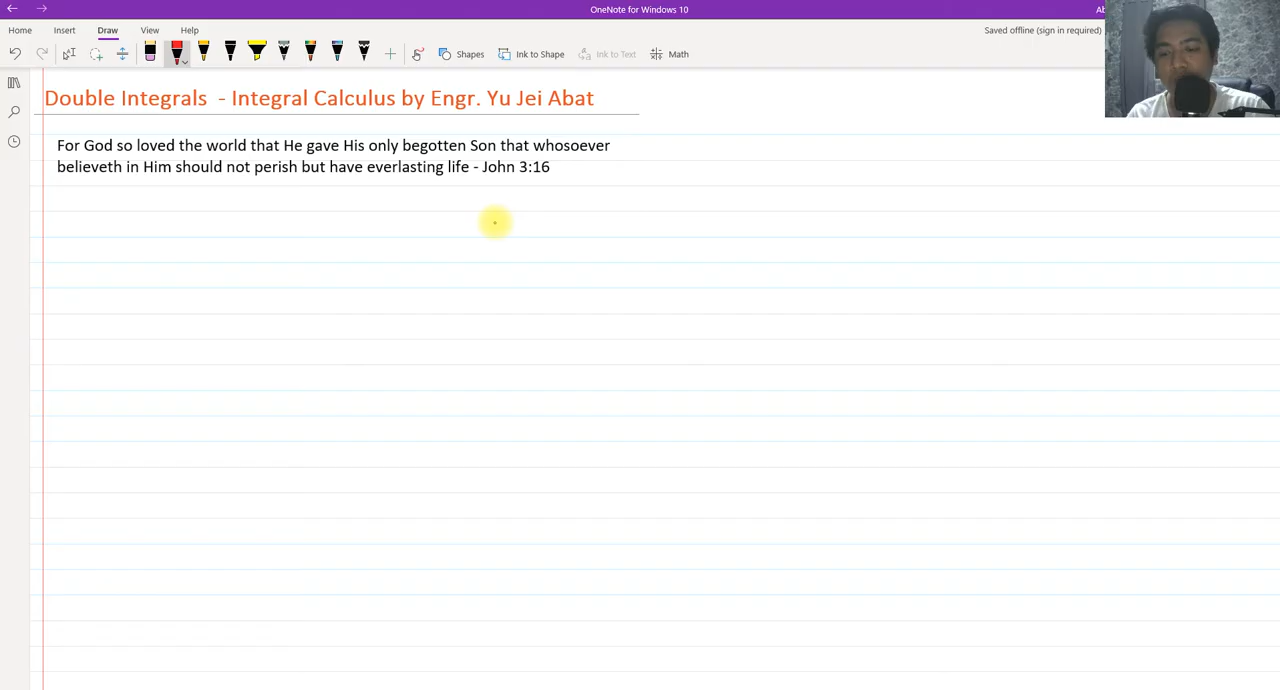 OneNote for Windows 10
Home Insert Draw View Help
Saved offline (sign in required)
Shapes Ink to Shape Ink to Text Math
Double Integrals - Integral Calculus by Engr. Yu Jei Abat
For God so loved the world that He gave His only begotten Son that whosoever
believeth in Him should not perish but have everlasting life - John 3:16